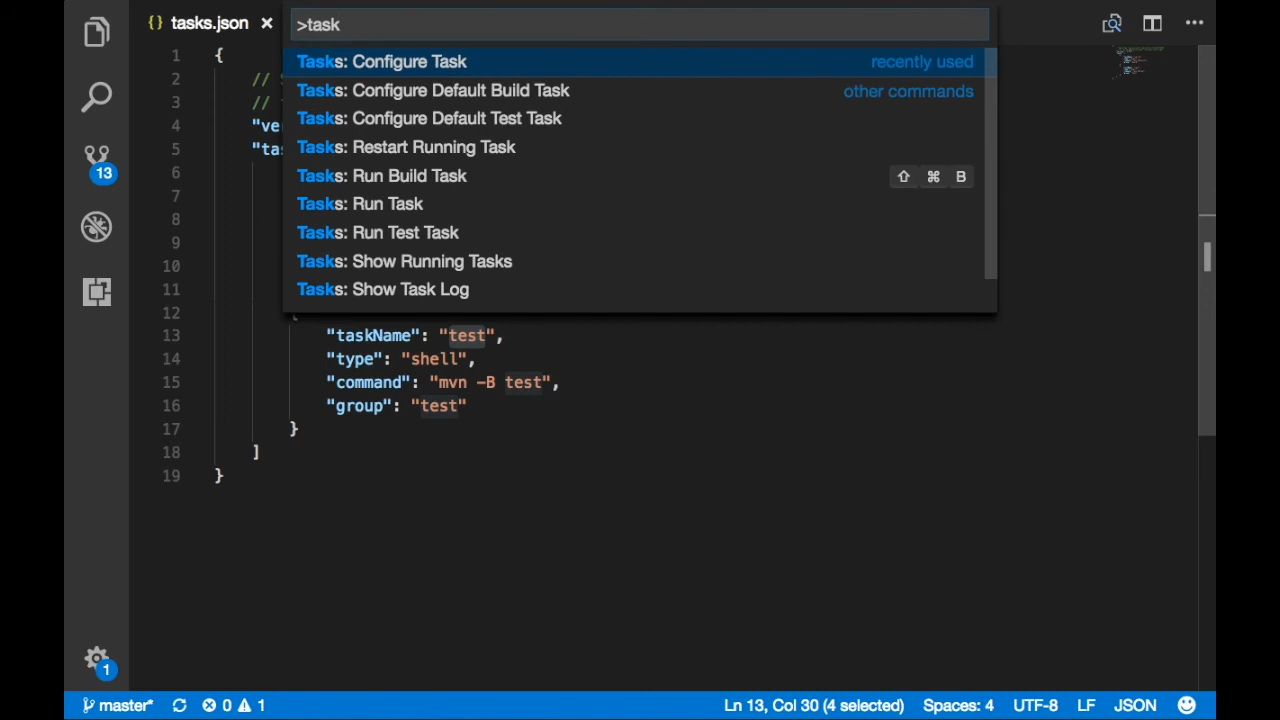 {} tasks.json ×
>task
Tasks: Configure Task recently used
Tasks: Configure Default Build Task other commands
Tasks: Configure Default Test Task
Tasks: Restart Running Task
Tasks: Run Build Task ⇧ ⌘ B
Tasks: Run Task
Tasks: Run Test Task
Tasks: Show Running Tasks
Tasks: Show Task Log
1 {
2 //
3 //
4 "ve
5 "ta
6
7
8
9
10
11
12
13 "taskName": "test",
14 "type": "shell",
15 "command": "mvn -B test",
16 "group": "test"
17 }
18 ]
19 }
13
1
master* 0 1 Ln 13, Col 30 (4 selected) Spaces: 4 UTF-8 LF JSON